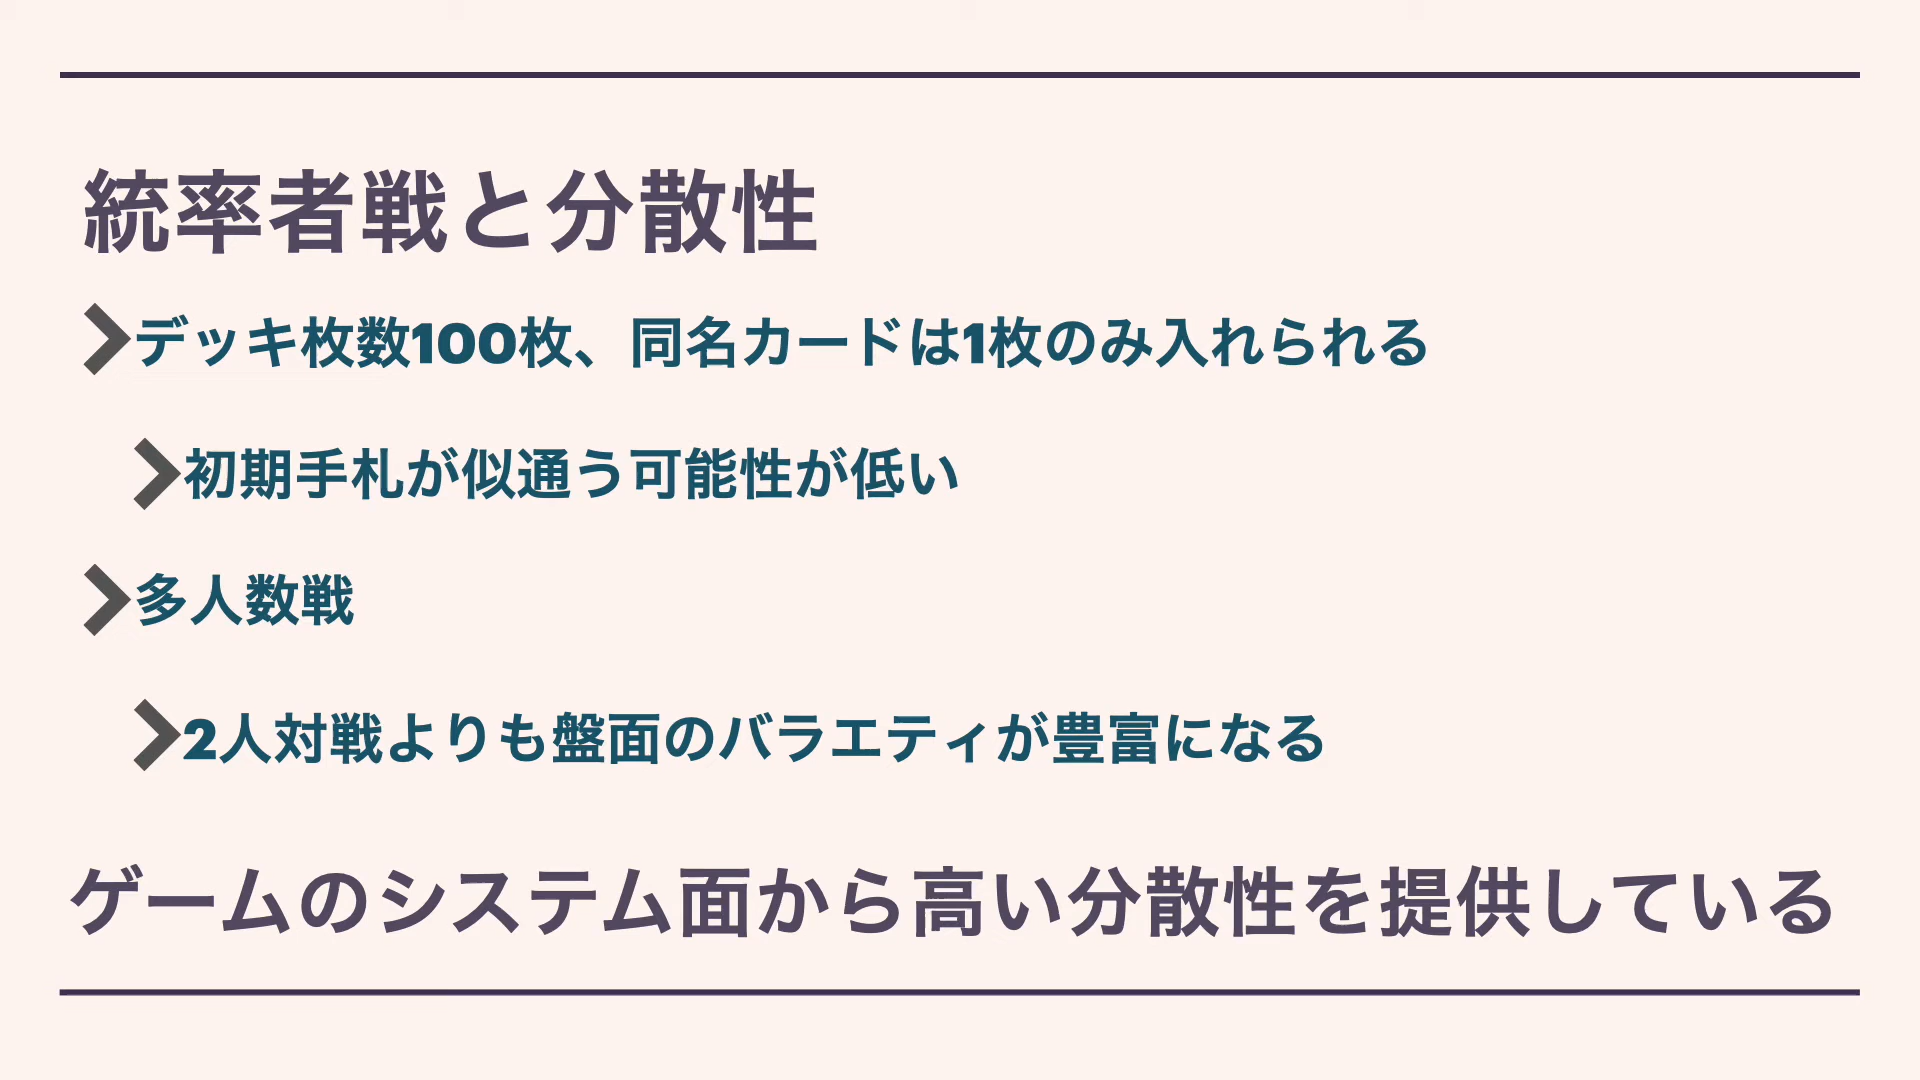 統率者戦と分散性
デッキ枚数100枚、同名カードは1枚のみ入れられる
初期手札が似通う可能性が低い
多人数戦
2人対戦よりも盤面のバラエティが豊富になる
ゲームのシステム面から高い分散性を提供している